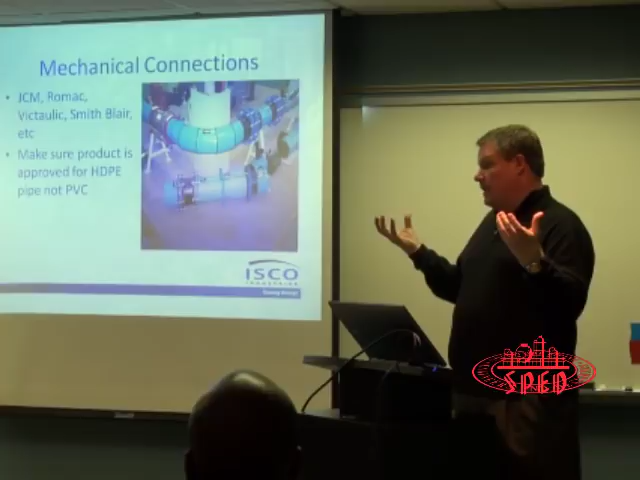 Mechanical Connections
• JCM, Romac,
Victaulic, Smith Blair,
etc
• Make sure product is
approved for HDPE
pipe not PVC
ISCO
INDUSTRIES
SPED